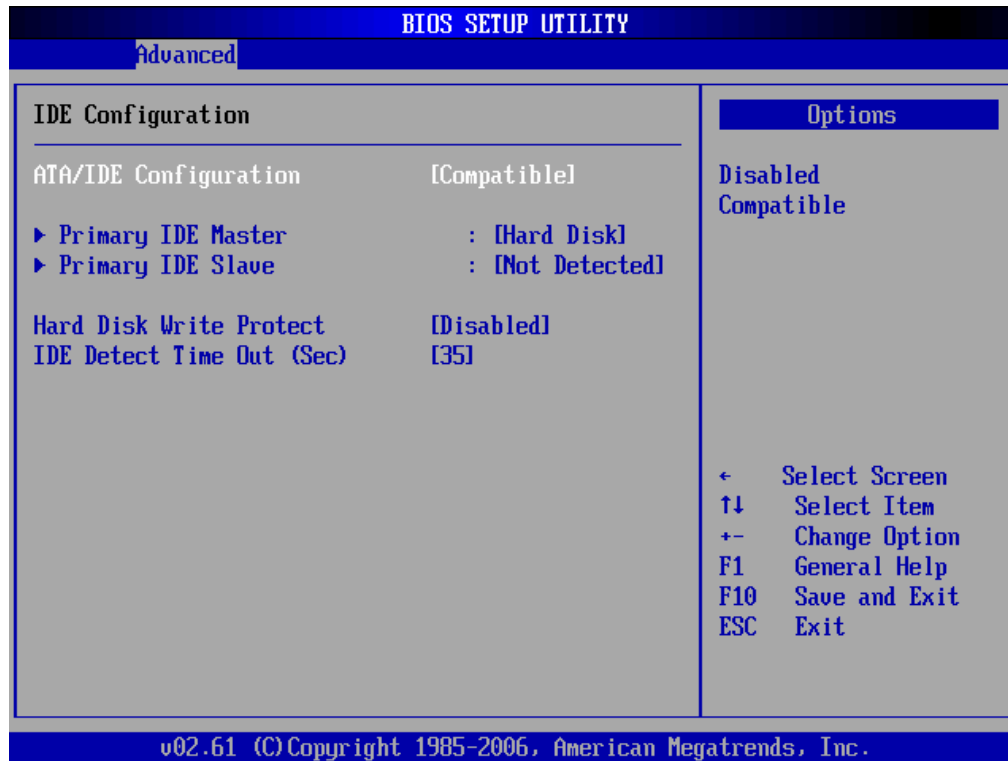 BIOS SETUP UTILITY
Advanced
IDE Configuration
ATA/IDE Configuration [Compatible]
▶ Primary IDE Master : [Hard Disk]
▶ Primary IDE Slave : [Not Detected]
Hard Disk Write Protect [Disabled]
IDE Detect Time Out (Sec) [35]
Options
Disabled
Compatible
← Select Screen
↑↓ Select Item
+- Change Option
F1 General Help
F10 Save and Exit
ESC Exit
v02.61 (C)Copyright 1985-2006, American Megatrends, Inc.